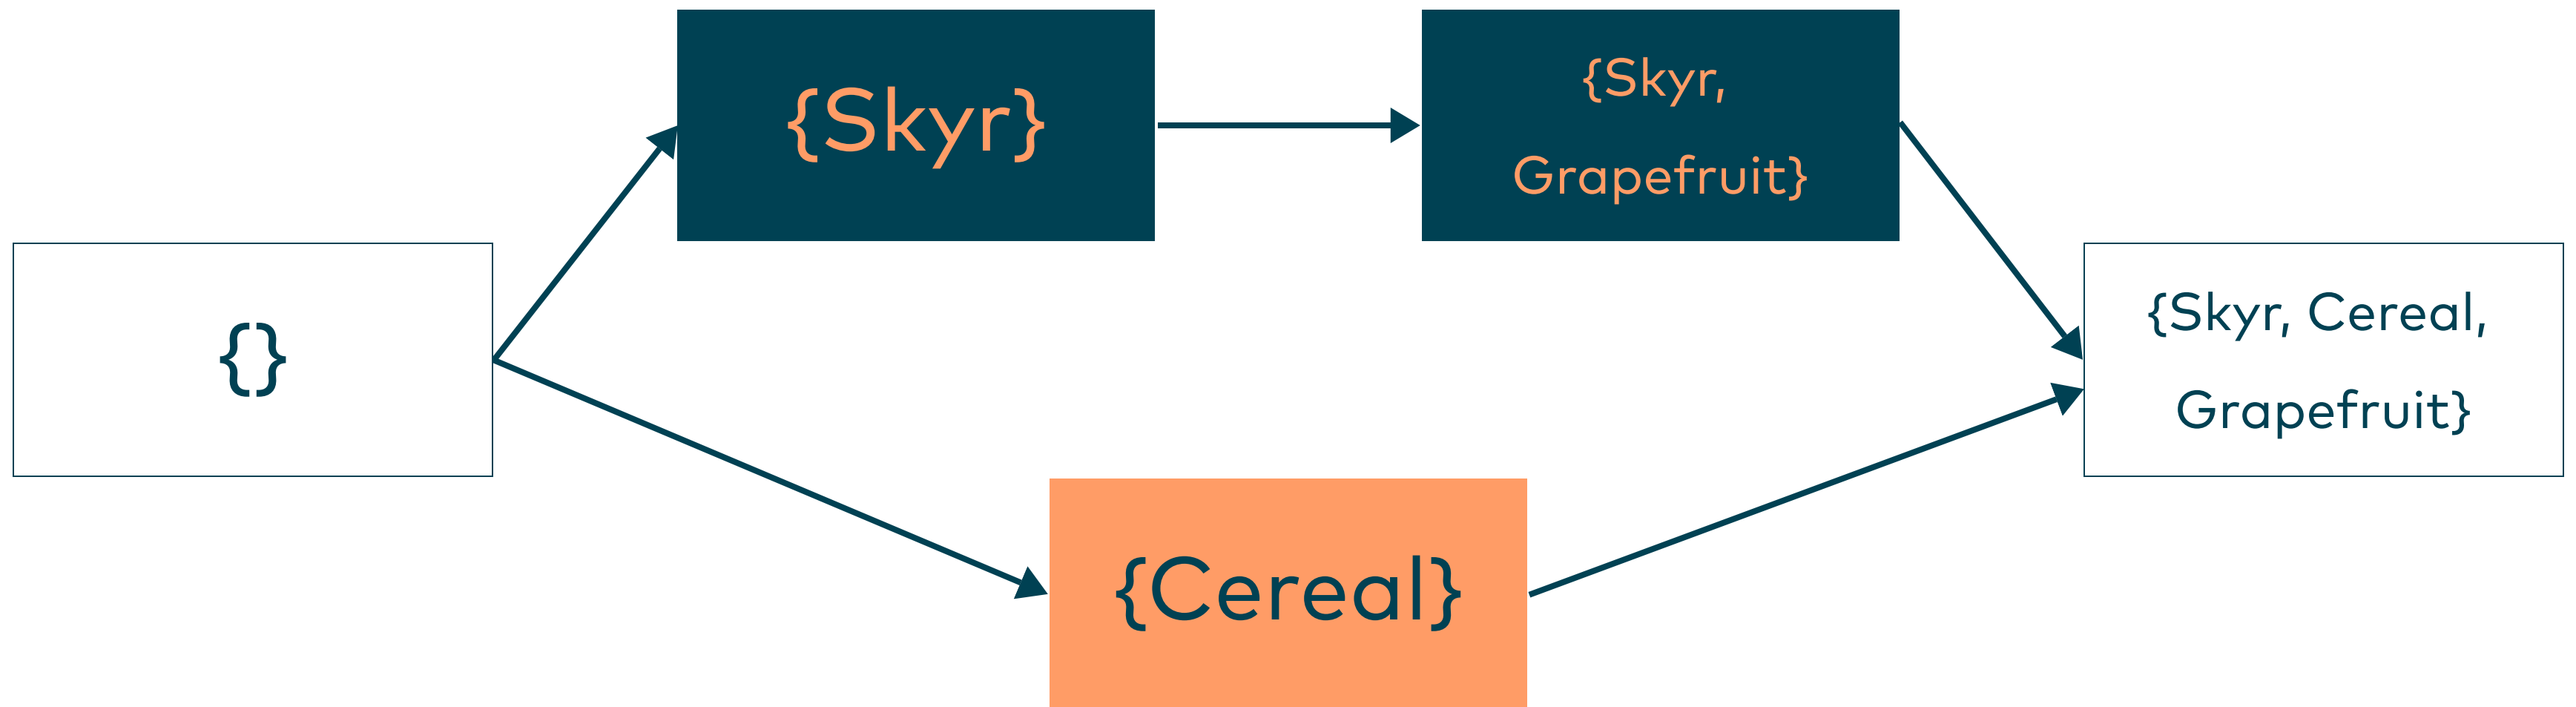 {}
{Skyr}
{Skyr,
Grapefruit}
{Cereal}
{Skyr, Cereal,
Grapefruit}